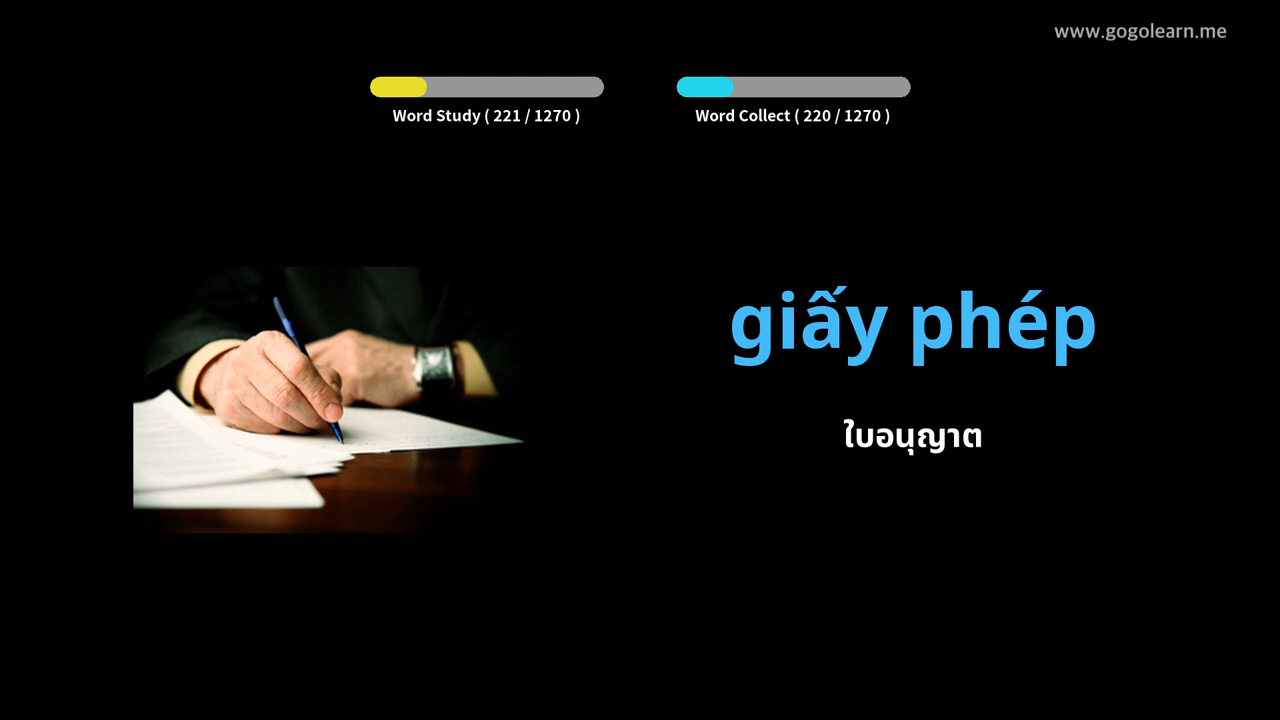 www.gogolearn.me
Word Study ( 221 / 1270 )
Word Collect ( 220 / 1270 )
giấy phép
ใบอนุญาต